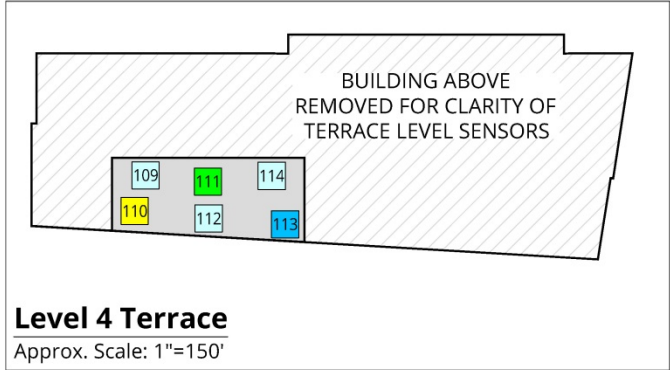 BUILDING ABOVE
REMOVED FOR CLARITY OF
TERRACE LEVEL SENSORS
109
111
114
110
112
113
Level 4 Terrace
Approx. Scale: 1"=150'